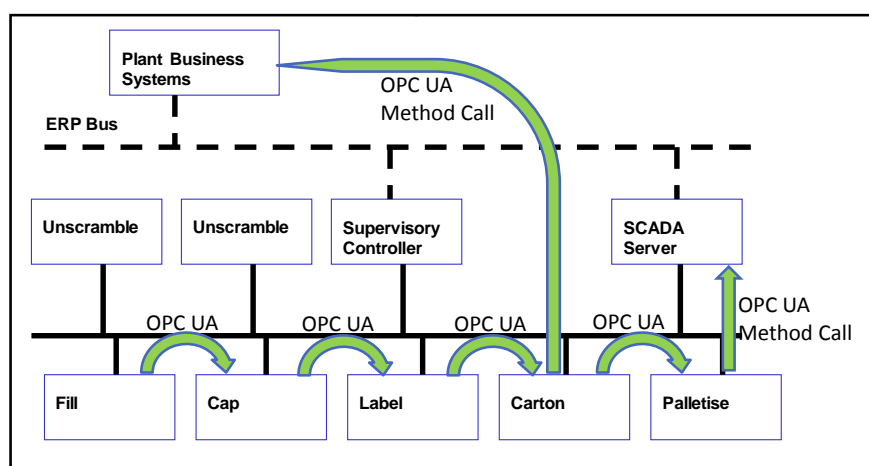 Plant Business
Systems
OPC UA
Method Call
ERP Bus
Unscramble
Unscramble
Supervisory
Controller
SCADA
Server
OPC UA
OPC UA
OPC UA
OPC UA
OPC UA
Method Call
Fill
Cap
Label
Carton
Palletise